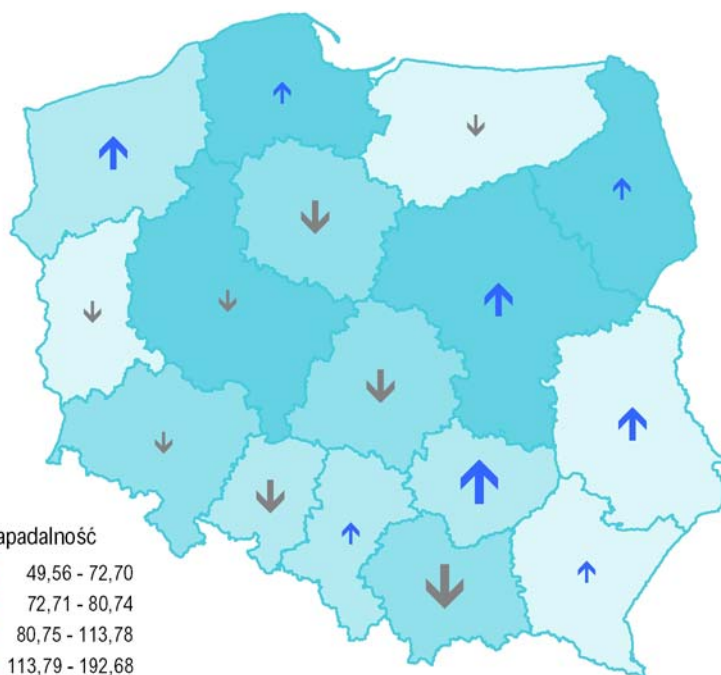 apadalność
49,56 - 72,70
72,71 - 80,74
80,75 - 113,78
113,79 - 192,68